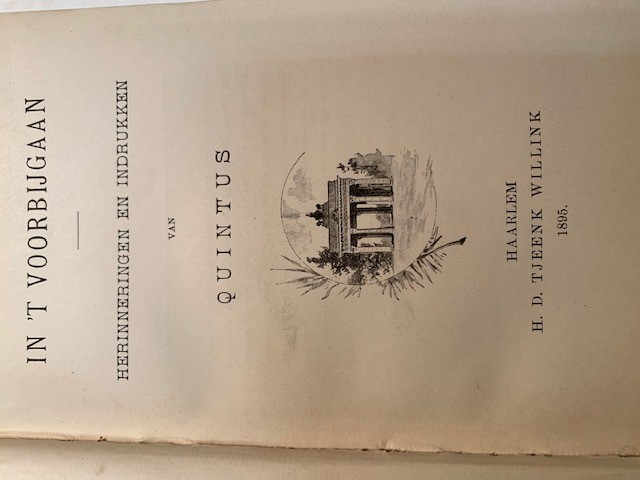 IN 'T VOORBIJGAAN
HERINNERINGEN EN INDRUKKEN
VAN
QUINTUS
HAARLEM
H. D. TJEENK WILLINK
1895.